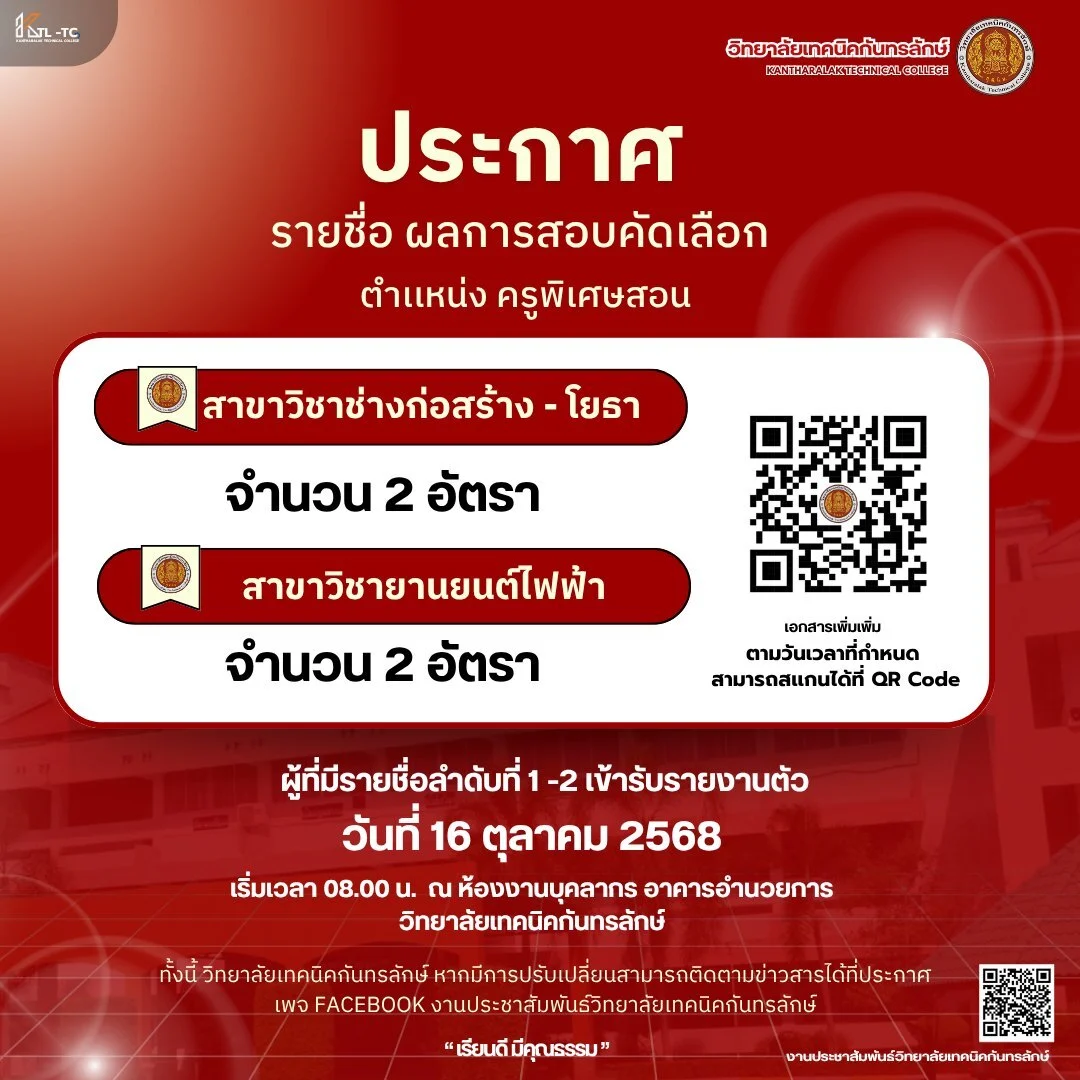 KTL -TC
KANTHARALAK TECHNICAL COLLEGE
วิทยาลัยเทคนิคกันทรลักษ์
KANTHARALAK TECHNICAL COLLEGE
ประกาศ
รายชื่อ ผลการสอบคัดเลือก
ตำแหน่ง ครูพิเศษสอน
สาขาวิชาช่างก่อสร้าง - โยธา
จำนวน 2 อัตรา
สาขาวิชายานยนต์ไฟฟ้า
จำนวน 2 อัตรา
เอกสารเพิ่มเพิ่ม
ตามวันเวลาที่กำหนด
สามารถสแกนได้ที่ QR Code
ผู้ที่มีรายชื่อลำดับที่ 1 -2 เข้ารับรายงานตัว
วันที่ 16 ตุลาคม 2568
เริ่มเวลา 08.00 น. ณ ห้องงานบุคลากร อาคารอำนวยการ
วิทยาลัยเทคนิคกันทรลักษ์
ทั้งนี้ วิทยาลัยเทคนิคกันทรลักษ์ หากมีการปรับเปลี่ยนสามารถติดตามข่าวสารได้ที่ประกาศ
เพจ FACEBOOK งานประชาสัมพันธ์วิทยาลัยเทคนิคกันทรลักษ์
“ เรียนดี มีคุณธรรม ”
งานประชาสัมพันธ์วิทยาลัยเทคนิคกันทรลักษ์